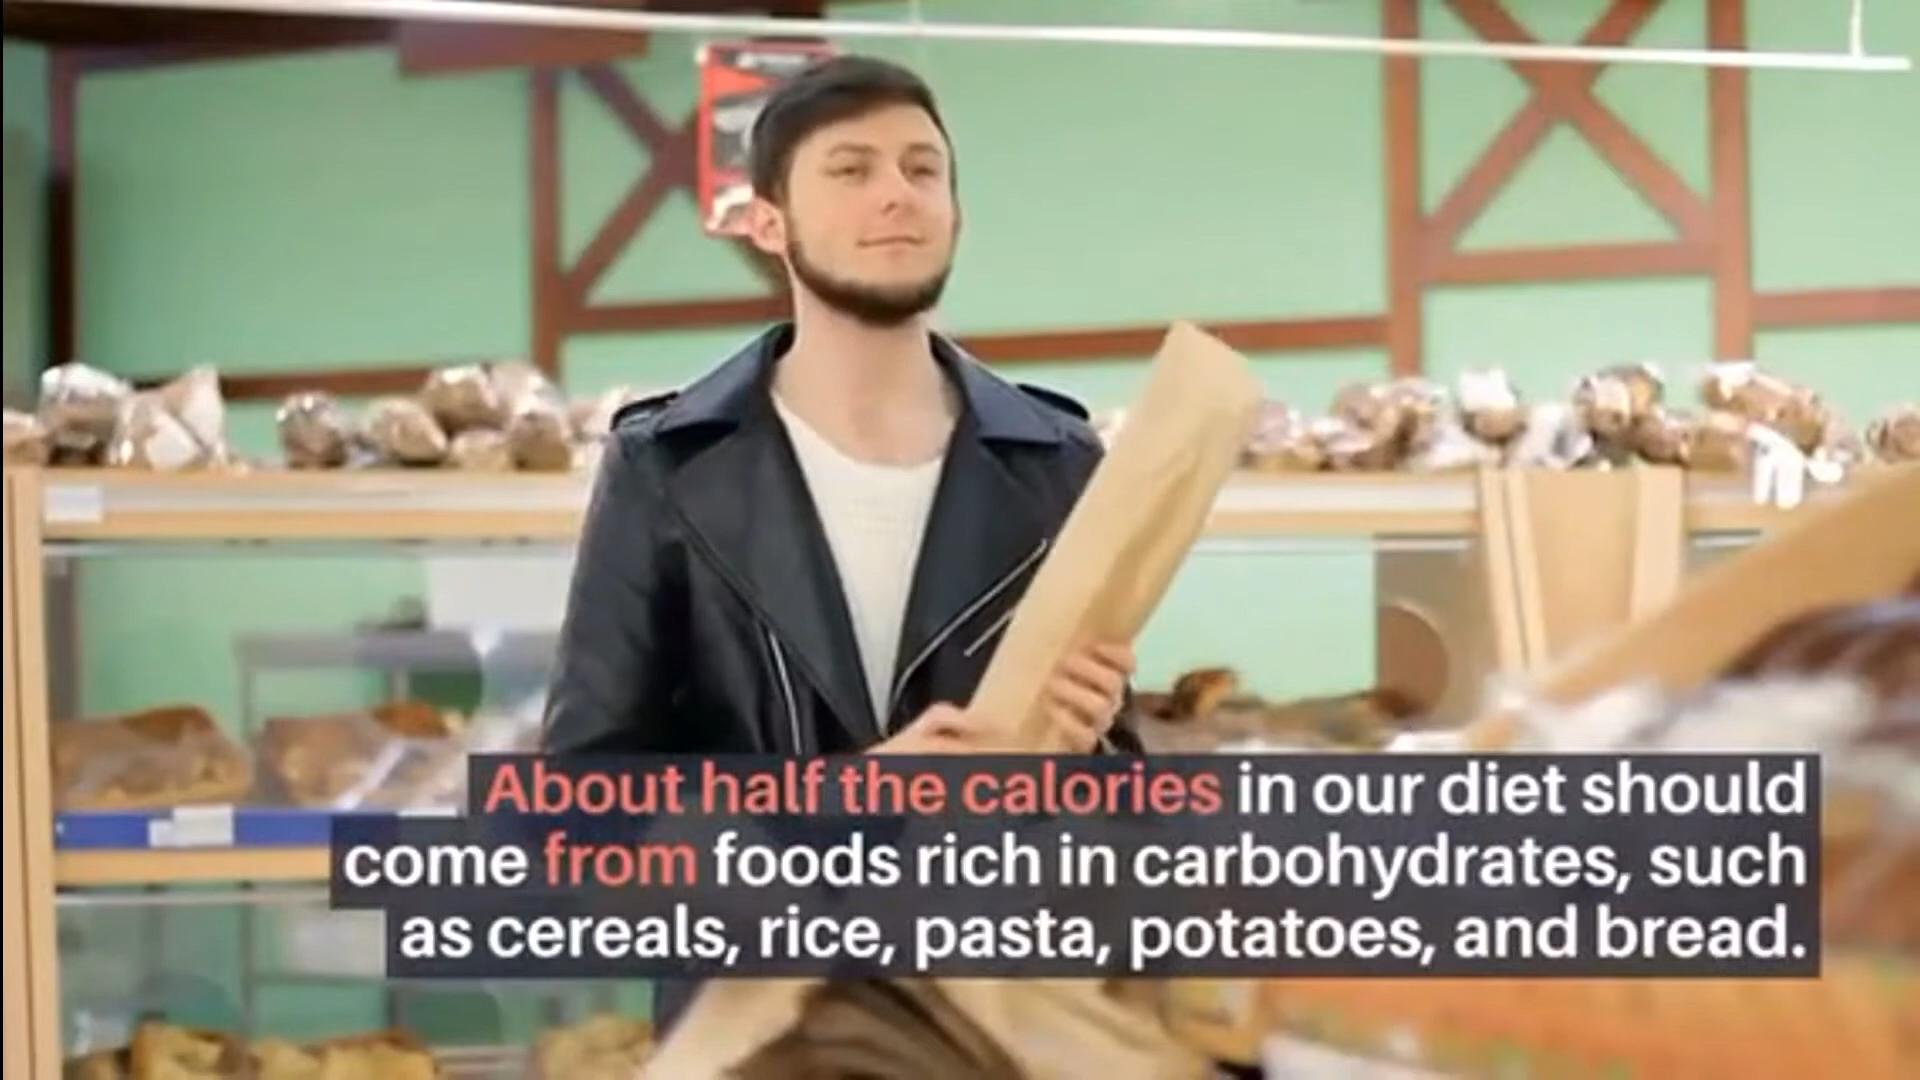 About half the calories in our diet should
come from foods rich in carbohydrates, such
as cereals, rice, pasta, potatoes, and bread.